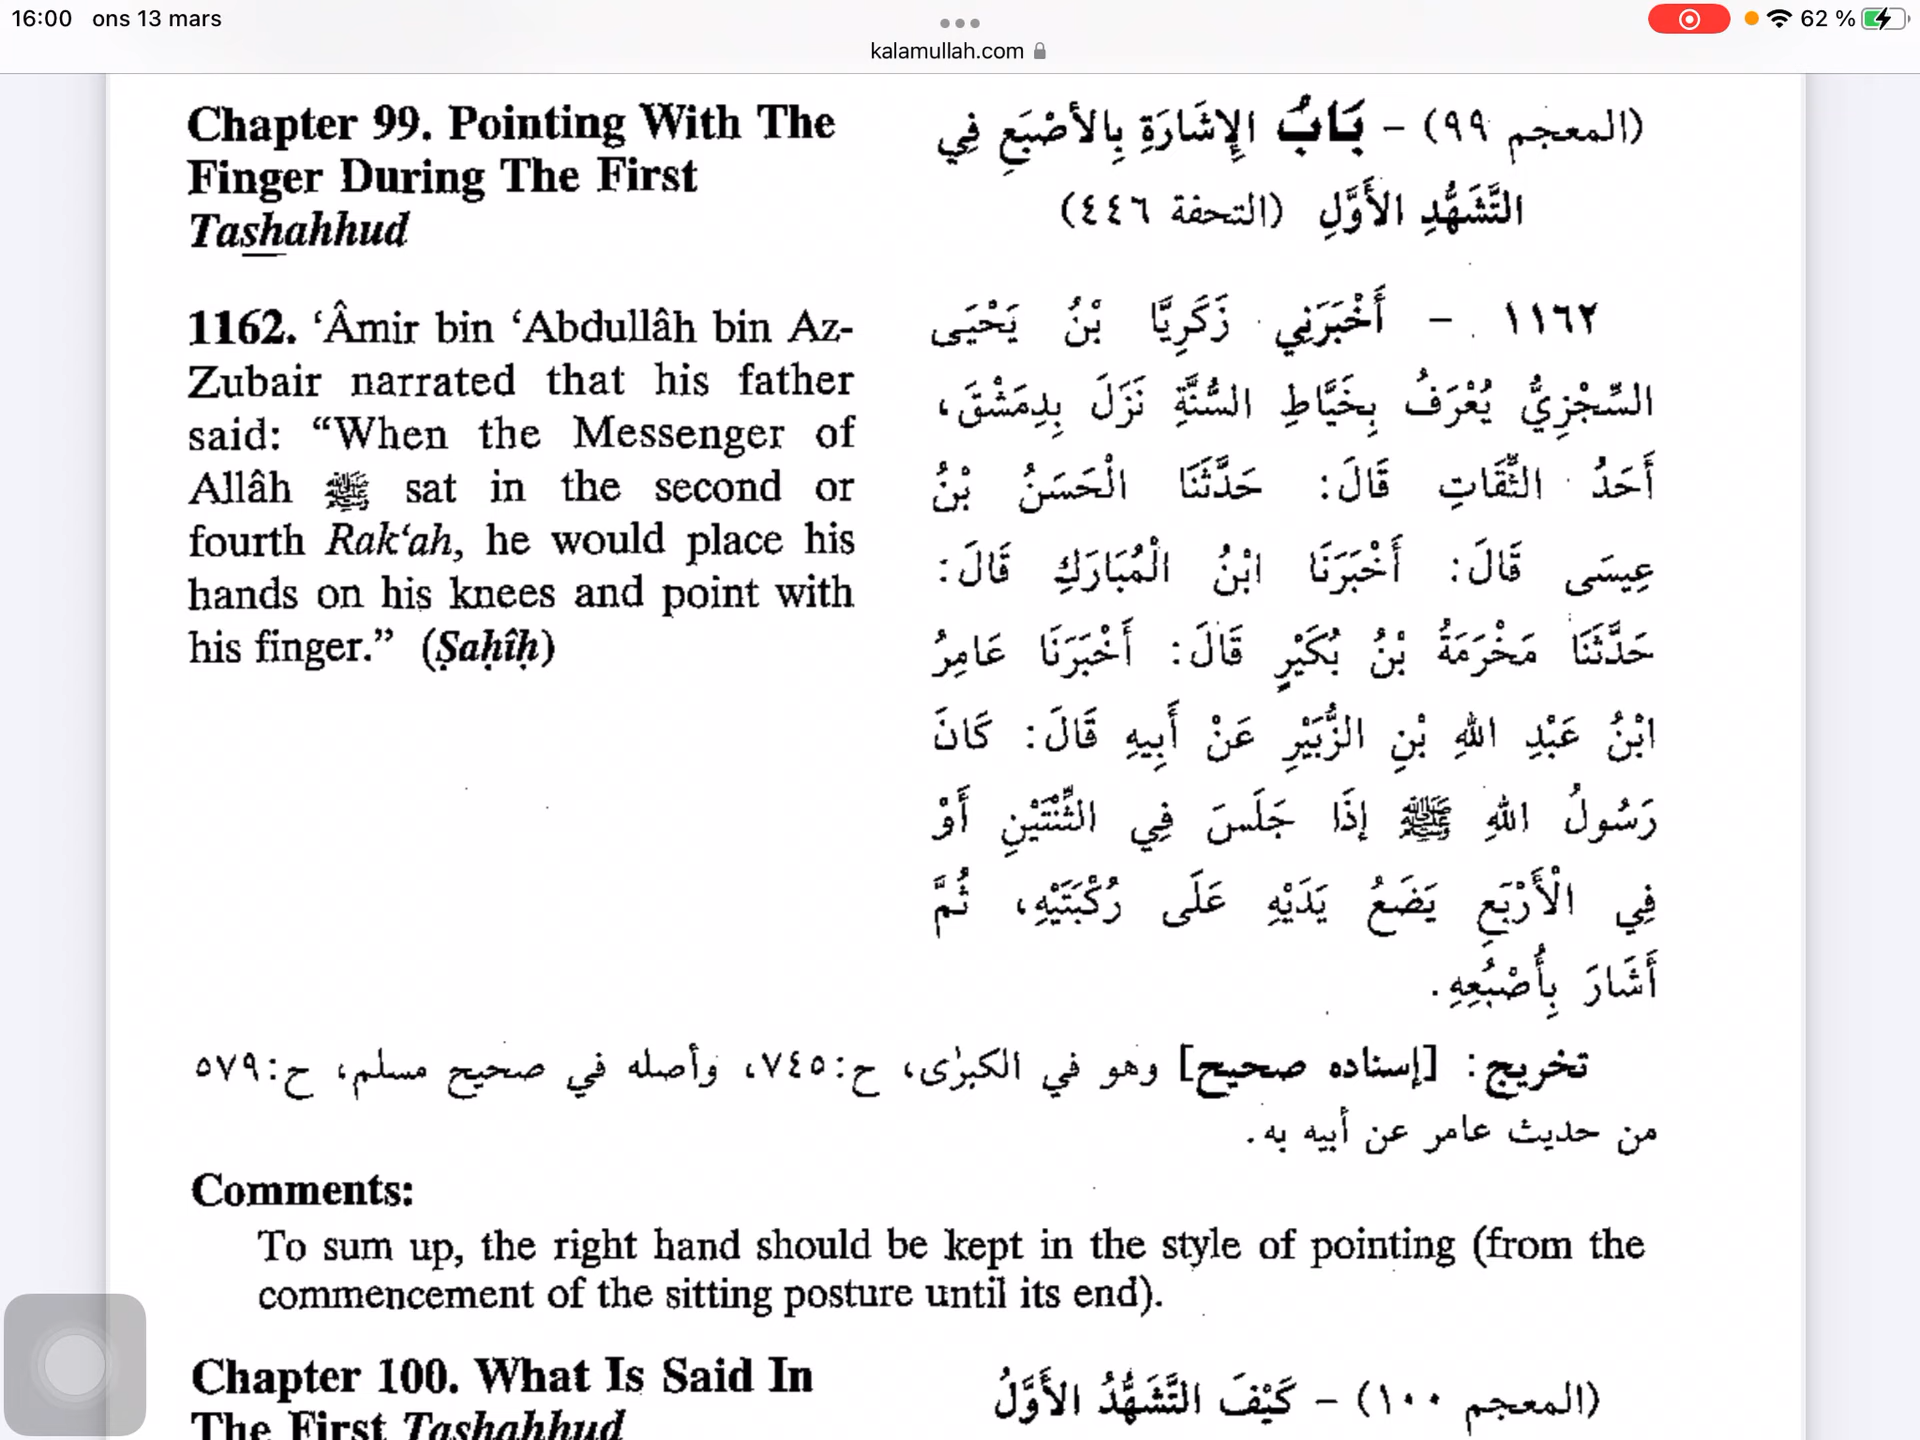 16:00 ons 13 mars
62 %
kalamullah.com
Chapter 99. Pointing With The
Finger During The First
Tashahhud
(المعجم ٩٩) - بَابُ الإِشَارَةِ بِالأُصْبَعِ فِي
التَّشَهُّدِ الأَوَّلِ (التحفة ٤٤٦)
1162. ‘Âmir bin ‘Abdullâh bin Az-
Zubair narrated that his father
said: “When the Messenger of
Allâh ﷺ sat in the second or
fourth Rak‘ah, he would place his
hands on his knees and point with
his finger.” (Ṣaḥîḥ)
١١٦٢ - أَخْبَرَنِي زَكَرِيَّا بْنُ يَحْيَى
السِّجْزِيُّ يُعْرَفُ بِخَيَّاطِ السُّنَّةِ نَزَلَ بِدِمَشْقَ،
أَحَدُ الثِّقَاتِ قَالَ: حَدَّثَنَا الْحَسَنُ بْنُ
عِيسَى قَالَ: أَخْبَرَنَا ابْنُ الْمُبَارَكِ قَالَ:
حَدَّثَنَا مَخْرَمَةُ بْنُ بُكَيْرٍ قَالَ: أَخْبَرَنَا عَامِرُ
ابْنُ عَبْدِ اللهِ بْنِ الزُّبَيْرِ عَنْ أَبِيهِ قَالَ: كَانَ
رَسُولُ اللهِ ﷺ إِذَا جَلَسَ فِي الثِّنْتَيْنِ أَوْ
فِي الْأَرْبَعِ يَضَعُ يَدَيْهِ عَلَى رُكْبَتَيْهِ، ثُمَّ
أَشَارَ بِأُصْبُعِهِ.
تخريج: [إسناده صحيح] وهو في الكبرٰى، ح:٧٤٥، وأصله في صحيح مسلم، ح:٥٧٩
من حديث عامر عن أبيه به.
Comments:
To sum up, the right hand should be kept in the style of pointing (from the
commencement of the sitting posture until its end).
Chapter 100. What Is Said In
The First Tashahhud
(المعجم ١٠٠) - كَيْفَ التَّشَهُّدُ الأَوَّلُ